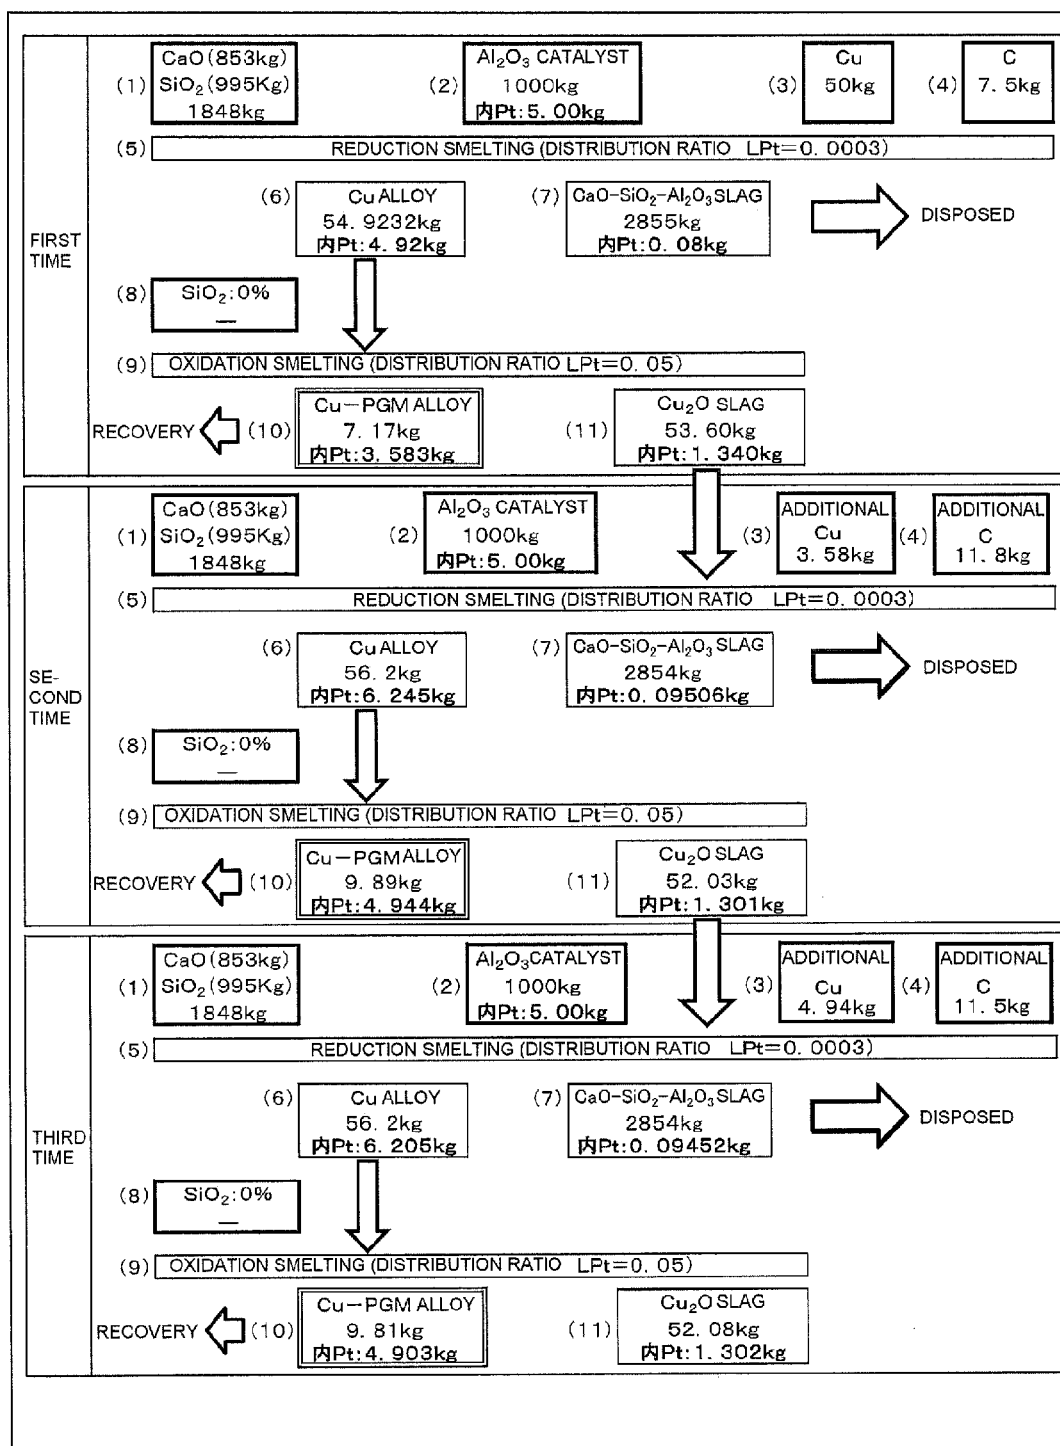 FIRST TIME
CaO(853kg)
(1) SiO₂(995Kg)
1848kg
Al₂O₃ CATALYST
(2) 1000kg
内Pt:5.00kg
(3) Cu
50kg
(4) C
7.5kg
(5) REDUCTION SMELTING (DISTRIBUTION RATIO LPt=0.0003)
(6) Cu ALLOY
54.9232kg
内Pt:4.92kg
(7) CaO-SiO₂-Al₂O₃ SLAG
2855kg
内Pt:0.08kg
DISPOSED
(8) SiO₂:0%
—
(9) OXIDATION SMELTING (DISTRIBUTION RATIO LPt=0.05)
RECOVERY
(10) Cu-PGM ALLOY
7.17kg
内Pt:3.583kg
(11) Cu₂O SLAG
53.60kg
内Pt:1.340kg
SE-
COND
TIME
CaO(853kg)
(1) SiO₂(995Kg)
1848kg
Al₂O₃ CATALYST
(2) 1000kg
内Pt:5.00kg
(3) ADDITIONAL
Cu
3.58kg
(4) ADDITIONAL
C
11.8kg
(5) REDUCTION SMELTING (DISTRIBUTION RATIO LPt=0.0003)
(6) Cu ALLOY
56.2kg
内Pt:6.245kg
(7) CaO-SiO₂-Al₂O₃ SLAG
2854kg
内Pt:0.09506kg
DISPOSED
(8) SiO₂:0%
—
(9) OXIDATION SMELTING (DISTRIBUTION RATIO LPt=0.05)
RECOVERY
(10) Cu-PGM ALLOY
9.89kg
内Pt:4.944kg
(11) Cu₂O SLAG
52.03kg
内Pt:1.301kg
THIRD
TIME
CaO(853kg)
(1) SiO₂(995Kg)
1848kg
Al₂O₃CATALYST
(2) 1000kg
内Pt:5.00kg
(3) ADDITIONAL
Cu
4.94kg
(4) ADDITIONAL
C
11.5kg
(5) REDUCTION SMELTING (DISTRIBUTION RATIO LPt=0.0003)
(6) Cu ALLOY
56.2kg
内Pt:6.205kg
(7) CaO-SiO₂-Al₂O₃SLAG
2854kg
内Pt:0.09452kg
DISPOSED
(8) SiO₂:0%
—
(9) OXIDATION SMELTING (DISTRIBUTION RATIO LPt=0.05)
RECOVERY
(10) Cu-PGM ALLOY
9.81kg
内Pt:4.903kg
(11) Cu₂O SLAG
52.08kg
内Pt:1.302kg